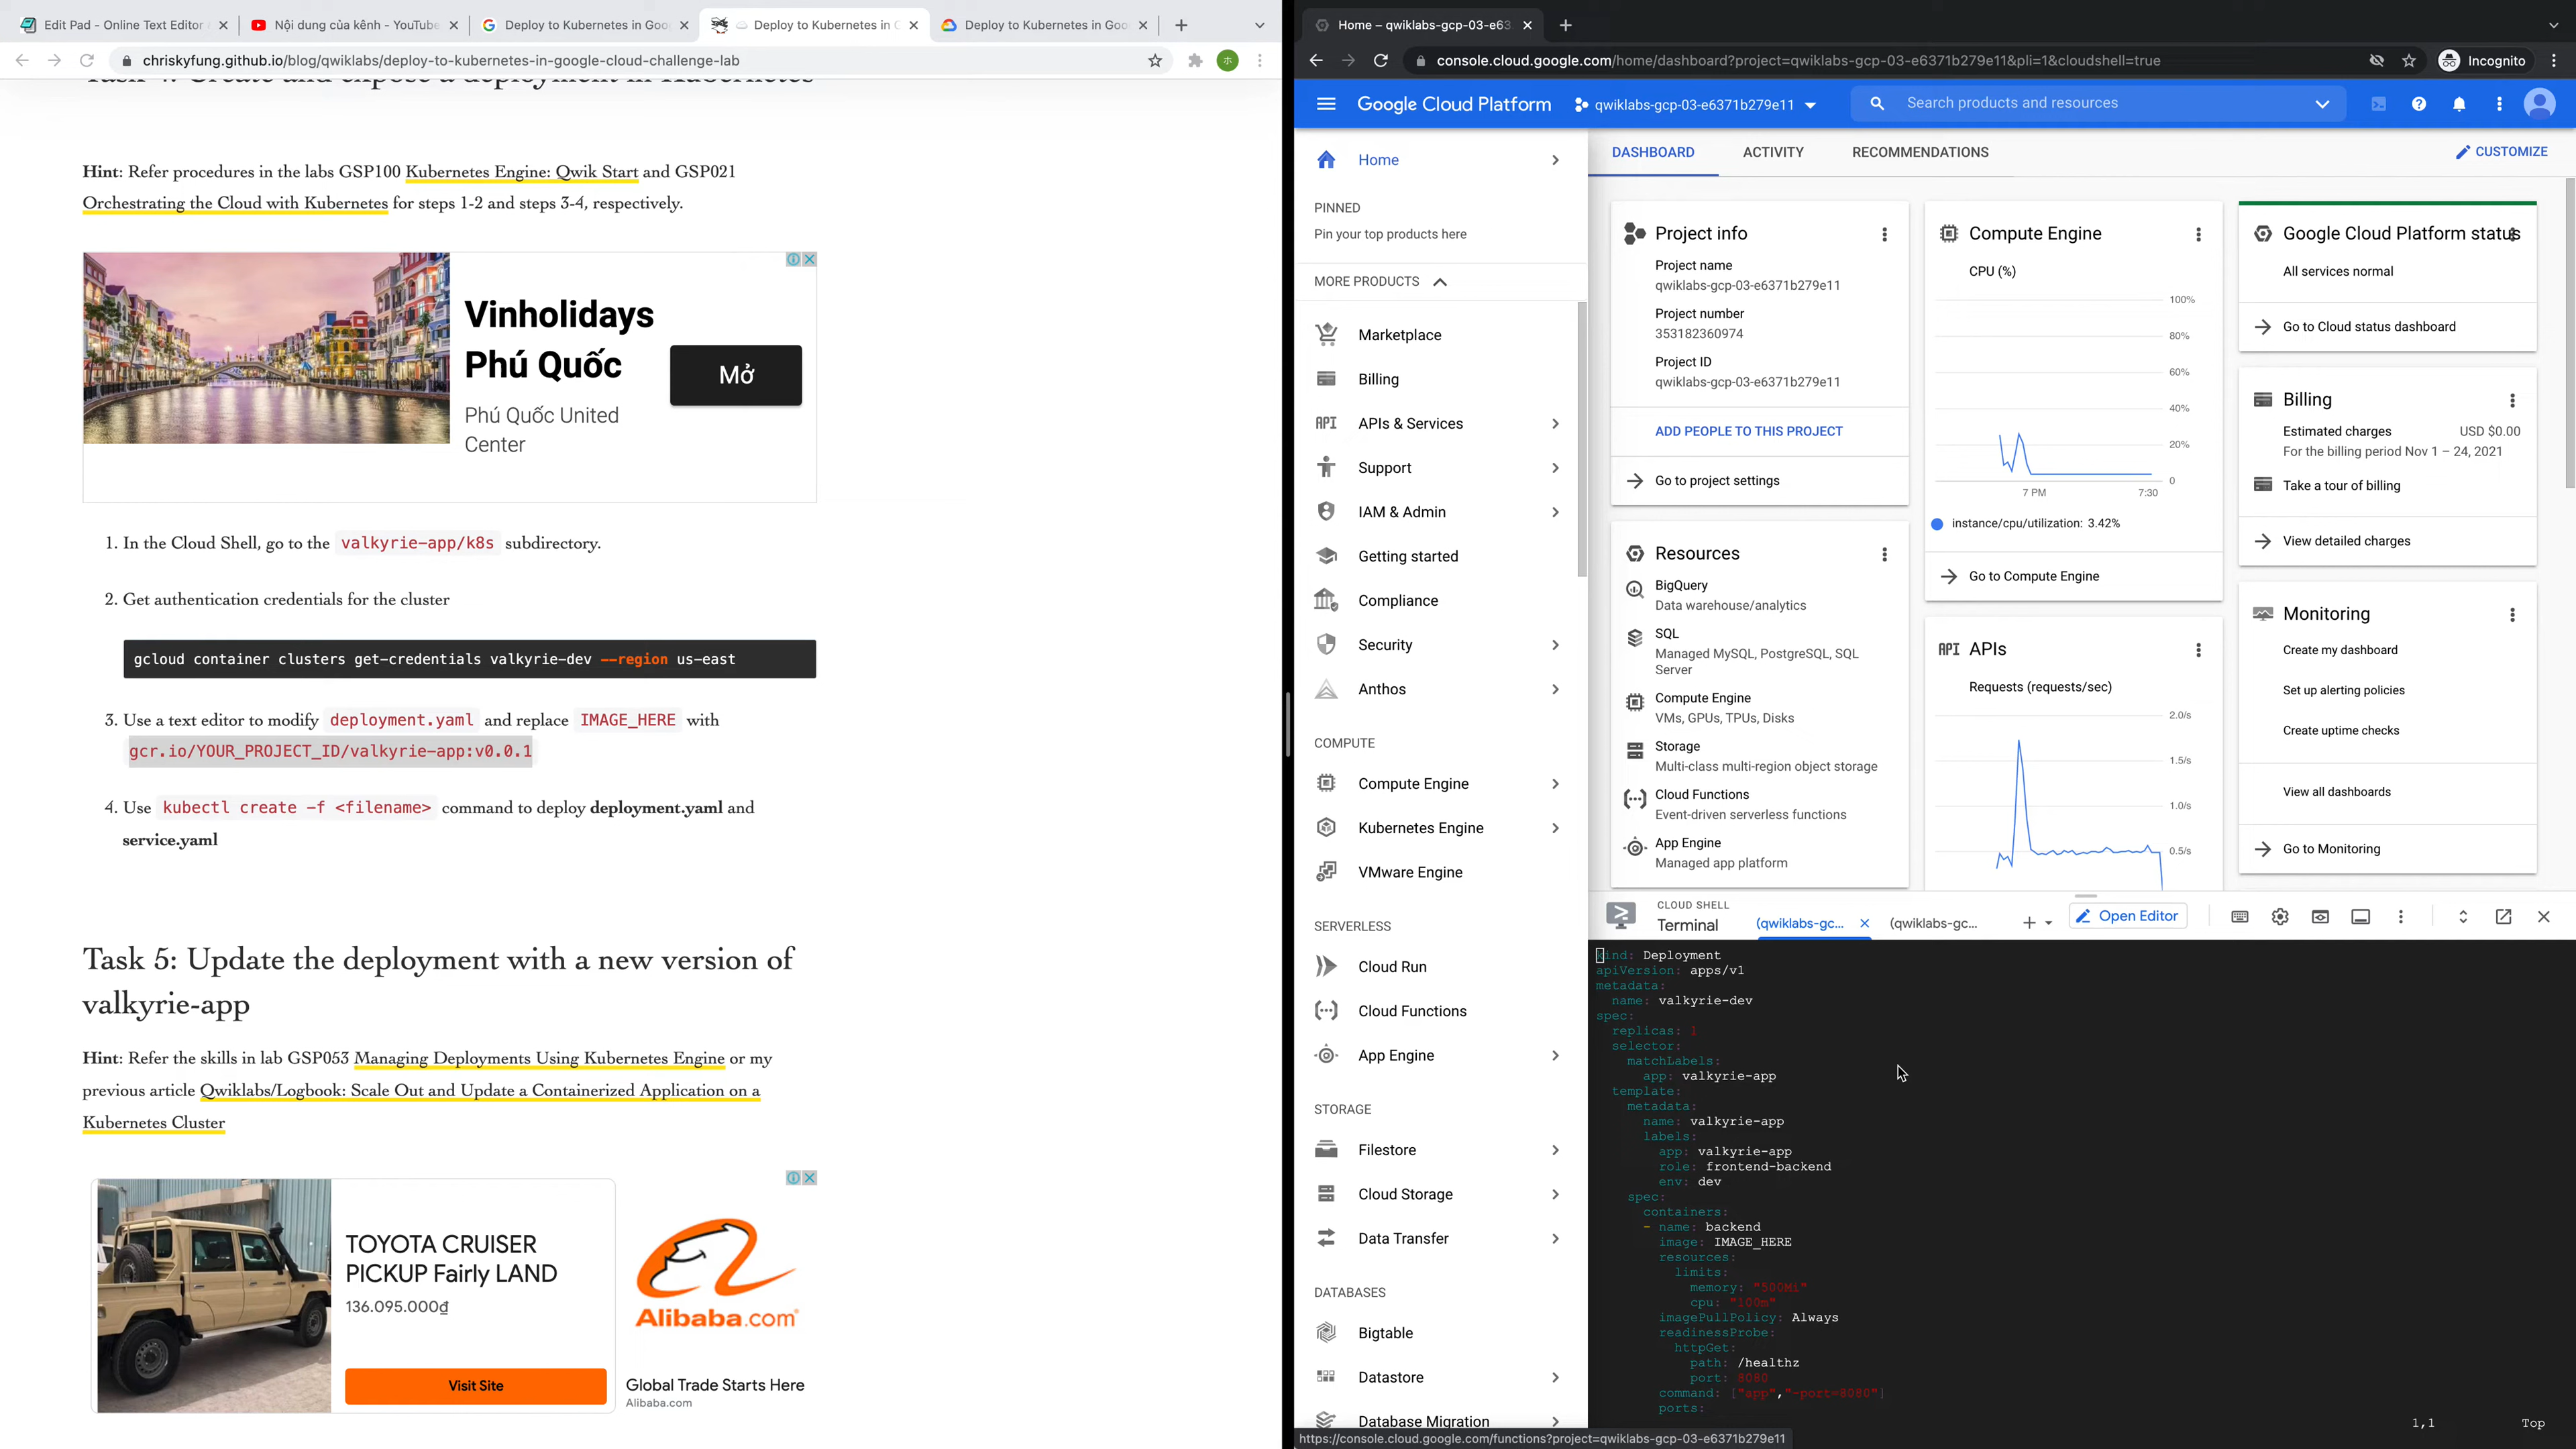 Edit Pad - Online Text Editor
Nội dung của kênh - YouTube
Deploy to Kubernetes in Goo
Deploy to Kubernetes in G
Deploy to Kubernetes in Goo
chriskyfung.github.io/blog/qwiklabs/deploy-to-kubernetes-in-google-cloud-challenge-lab
Task 4: Create and expose a deployment in Kubernetes
Hint: Refer procedures in the labs GSP100 Kubernetes Engine: Qwik Start and GSP021
Orchestrating the Cloud with Kubernetes for steps 1-2 and steps 3-4, respectively.
Vinholidays
Phú Quốc
Phú Quốc United
Center
Mở
1. In the Cloud Shell, go to the valkyrie-app/k8s subdirectory.
2. Get authentication credentials for the cluster
gcloud container clusters get-credentials valkyrie-dev --region us-east
3. Use a text editor to modify deployment.yaml and replace IMAGE_HERE with
gcr.io/YOUR_PROJECT_ID/valkyrie-app:v0.0.1
4. Use kubectl create -f <filename> command to deploy deployment.yaml and
service.yaml
Task 5: Update the deployment with a new version of
valkyrie-app
Hint: Refer the skills in lab GSP053 Managing Deployments Using Kubernetes Engine or my
previous article Qwiklabs/Logbook: Scale Out and Update a Containerized Application on a
Kubernetes Cluster
TOYOTA CRUISER
PICKUP Fairly LAND
136.095.000₫
Visit Site
Alibaba.com
Global Trade Starts Here
Alibaba.com
Home – qwiklabs-gcp-03-e63
console.cloud.google.com/home/dashboard?project=qwiklabs-gcp-03-e6371b279e11&pli=1&cloudshell=true
Incognito
Google Cloud Platform
qwiklabs-gcp-03-e6371b279e11
Search products and resources
Home
PINNED
Pin your top products here
MORE PRODUCTS
Marketplace
Billing
API APIs & Services
Support
IAM & Admin
Getting started
Compliance
Security
Anthos
COMPUTE
Compute Engine
Kubernetes Engine
VMware Engine
SERVERLESS
Cloud Run
Cloud Functions
App Engine
STORAGE
Filestore
Cloud Storage
Data Transfer
DATABASES
Bigtable
Datastore
Database Migration
https://console.cloud.google.com/functions?project=qwiklabs-gcp-03-e6371b279e11
DASHBOARD
ACTIVITY
RECOMMENDATIONS
CUSTOMIZE
Project info
Project name
qwiklabs-gcp-03-e6371b279e11
Project number
353182360974
Project ID
qwiklabs-gcp-03-e6371b279e11
ADD PEOPLE TO THIS PROJECT
Go to project settings
Resources
BigQuery
Data warehouse/analytics
SQL
Managed MySQL, PostgreSQL, SQL
Server
Compute Engine
VMs, GPUs, TPUs, Disks
Storage
Multi-class multi-region object storage
Cloud Functions
Event-driven serverless functions
App Engine
Managed app platform
Compute Engine
CPU (%)
100%
80%
60%
40%
20%
0
7 PM
7:30
instance/cpu/utilization: 3.42%
Go to Compute Engine
API APIs
Requests (requests/sec)
2.0/s
1.5/s
1.0/s
0.5/s
Google Cloud Platform status
All services normal
Go to Cloud status dashboard
Billing
Estimated charges USD $0.00
For the billing period Nov 1 – 24, 2021
Take a tour of billing
View detailed charges
Monitoring
Create my dashboard
Set up alerting policies
Create uptime checks
View all dashboards
Go to Monitoring
CLOUD SHELL
Terminal
(qwiklabs-gc...
(qwiklabs-gc...
Open Editor
kind: Deployment
apiVersion: apps/v1
metadata:
name: valkyrie-dev
spec:
replicas: 1
selector:
matchLabels:
app: valkyrie-app
template:
metadata:
name: valkyrie-app
labels:
app: valkyrie-app
role: frontend-backend
env: dev
spec:
containers:
- name: backend
image: IMAGE_HERE
resources:
limits:
memory: "500Mi"
cpu: "100m"
imagePullPolicy: Always
readinessProbe:
httpGet:
path: /healthz
port: 8080
command: ["app","-port=8080"]
ports:
1,1
Top